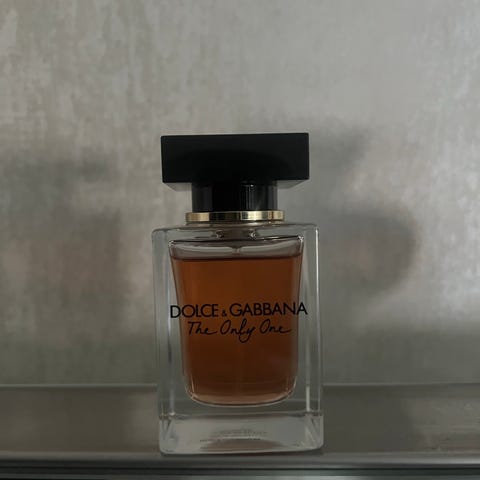 DOLCE & GABBANA
The Only One